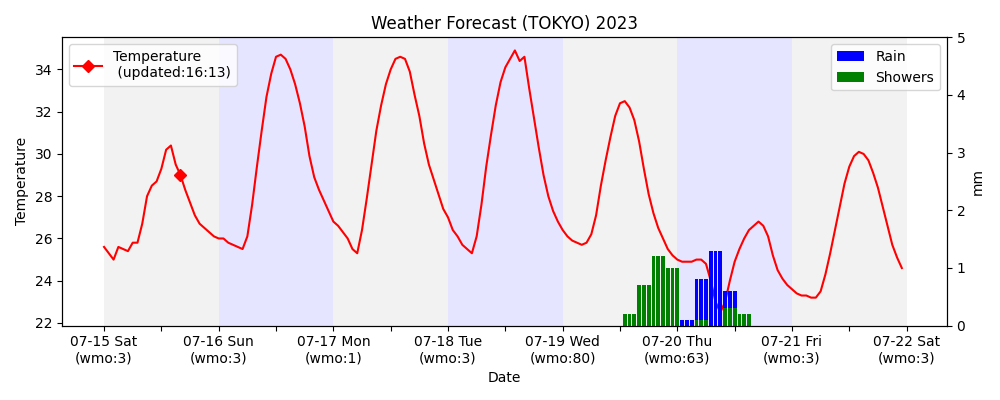 Weather Forecast (TOKYO) 2023
Temperature
(updated:16:13)
Rain
Showers
Temperature
34
32
30
28
26
24
22
5
4
3
2
1
0
mm
07-15 Sat
(wmo:3)
07-16 Sun
(wmo:3)
07-17 Mon
(wmo:1)
07-18 Tue
(wmo:3)
07-19 Wed
(wmo:80)
07-20 Thu
(wmo:63)
07-21 Fri
(wmo:3)
07-22 Sat
(wmo:3)
Date